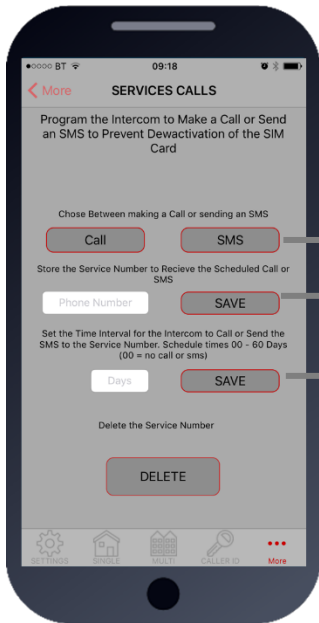 BT 09:18
More SERVICES CALLS
Program the Intercom to Make a Call or Send
an SMS to Prevent Dewactivation of the SIM
Card
Chose Between making a Call or sending an SMS
Call SMS
Store the Service Number to Recieve the Scheduled Call or
SMS
Phone Number SAVE
Set the Time Interval for the Intercom to Call or Send the
SMS to the Service Number. Schedule times 00 - 60 Days
(00 = no call or sms)
Days SAVE
Delete the Service Number
DELETE
SETTINGS SINGLE MULTI CALLER ID More